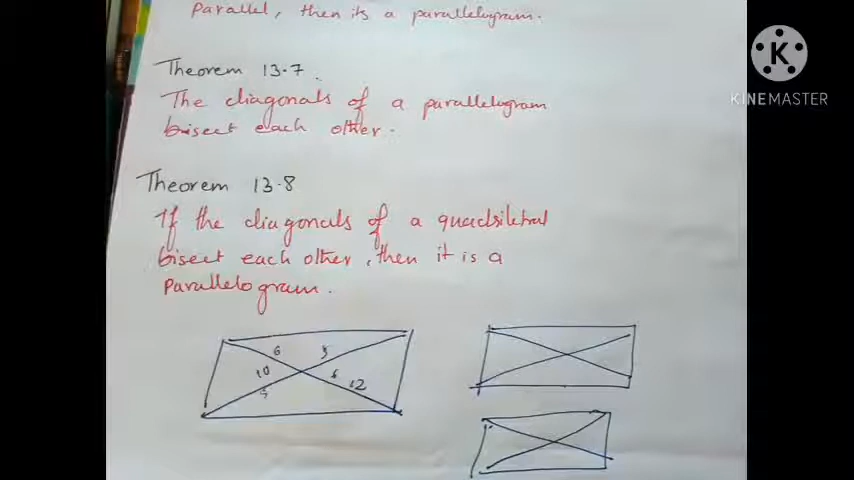 Parallel, then its a parallelogram.
Theorem 13.7.
The diagonals of a parallelogram
bisect each other.
Theorem 13.8
If the diagonals of a quadsiletral
bisect each other, then it is a
Parallelogram.
6 5
10 6 12
5
K
KINEMASTER